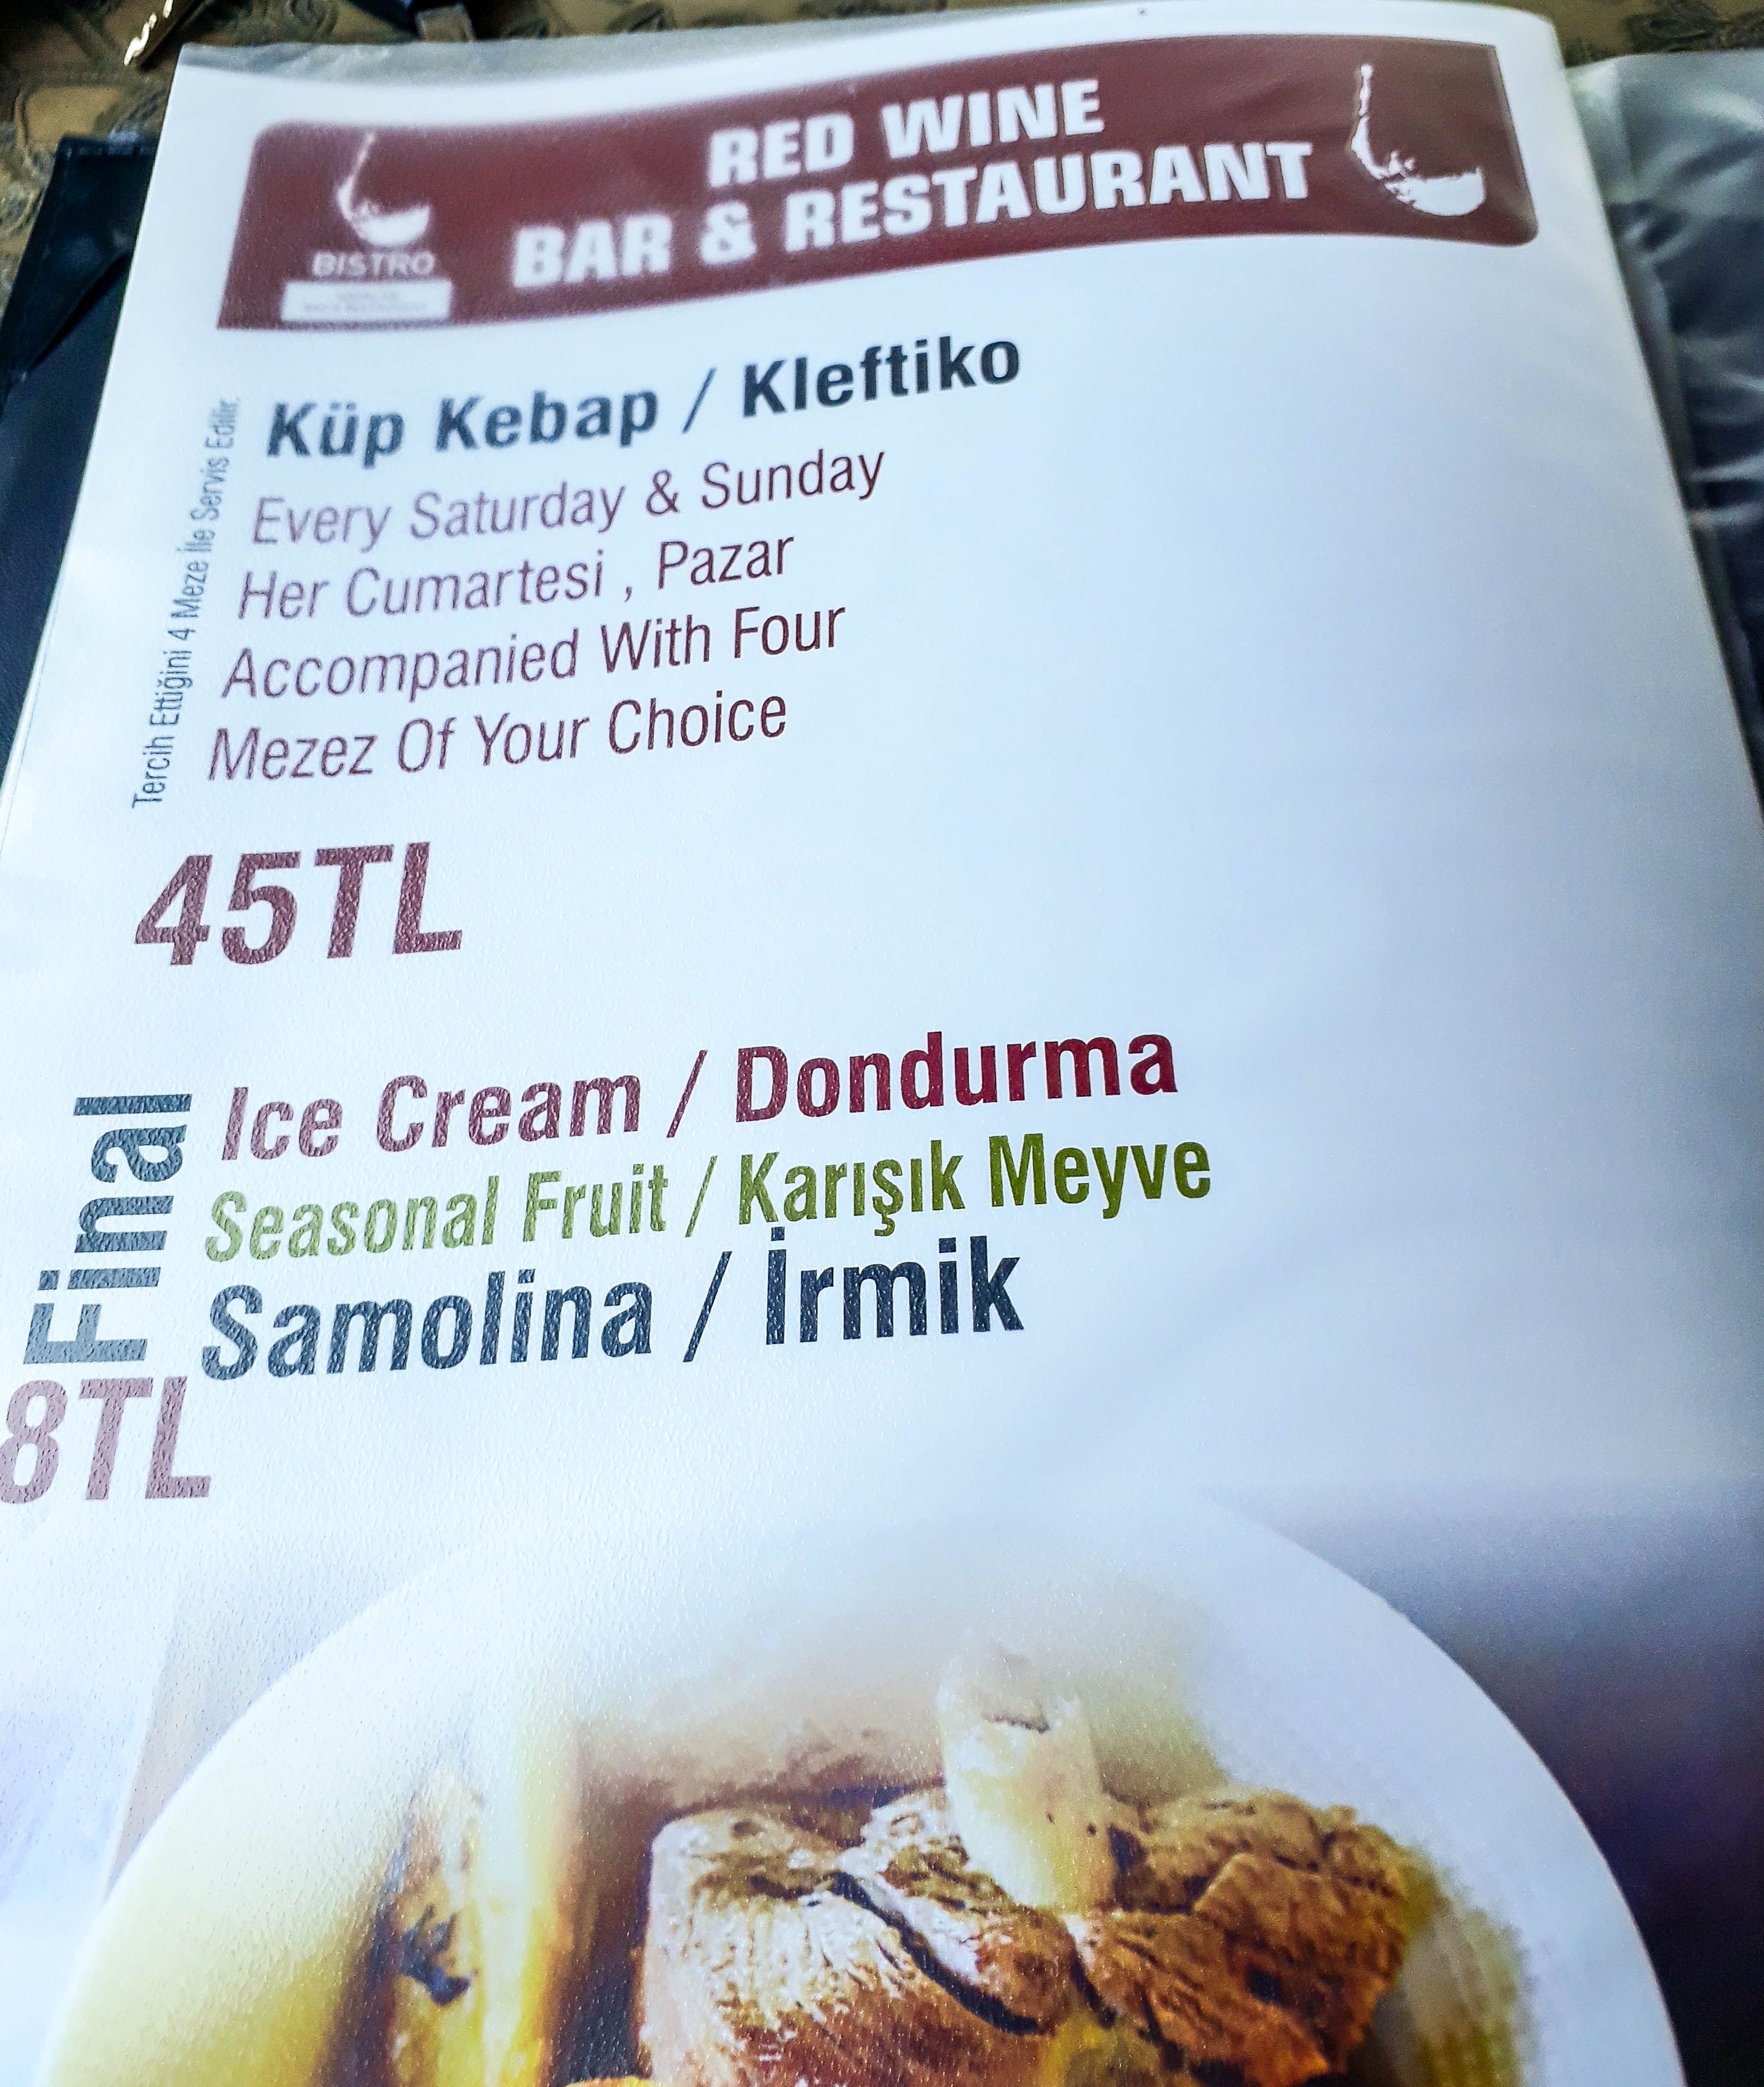 RED WINE
BAR & RESTAURANT
BISTRO
Küp Kebap / Kleftiko
Every Saturday & Sunday
Her Cumartesi , Pazar
Accompanied With Four
Mezez Of Your Choice
Tercih Ettiğini 4 Meze İle Servis Edilir.
45TL
Final
Ice Cream / Dondurma
Seasonal Fruit / Karışık Meyve
Samolina / İrmik
8TL